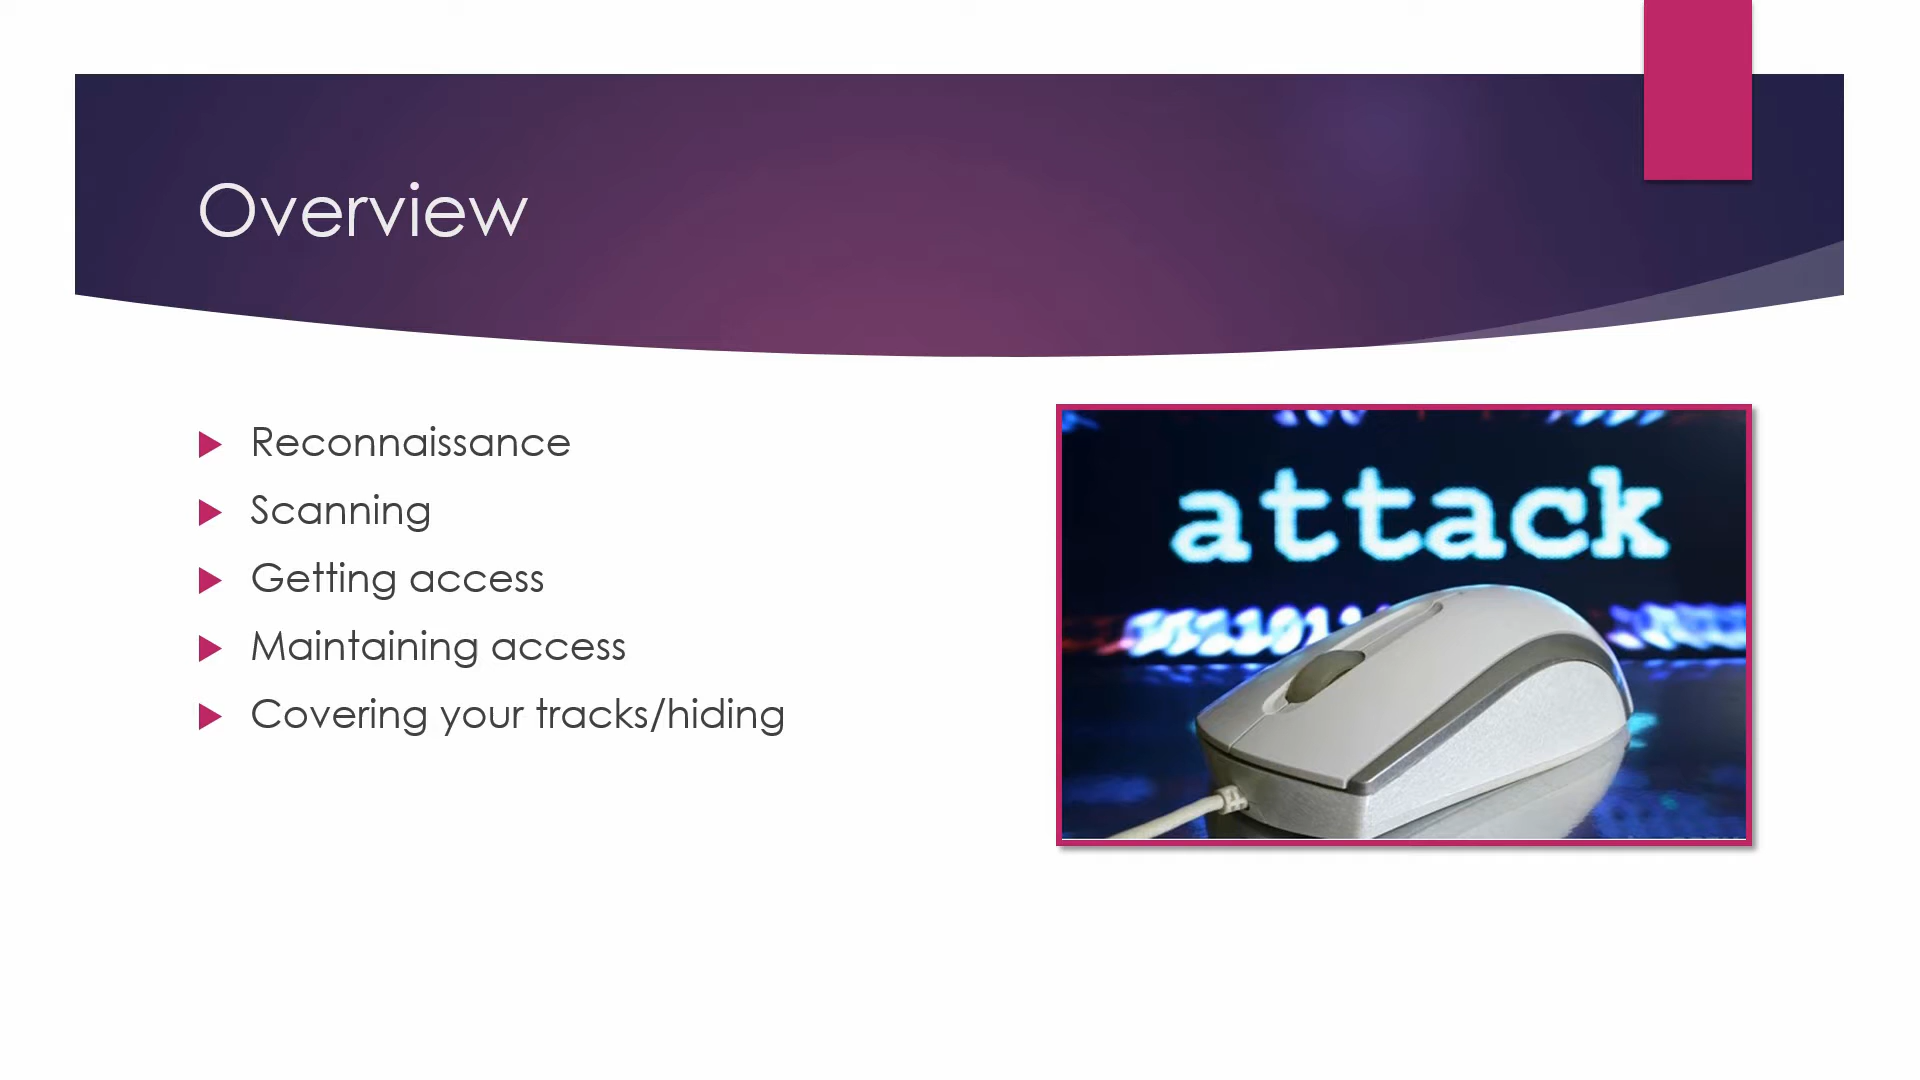 Overview
Reconnaissance
Scanning
Getting access
Maintaining access
Covering your tracks/hiding
attack